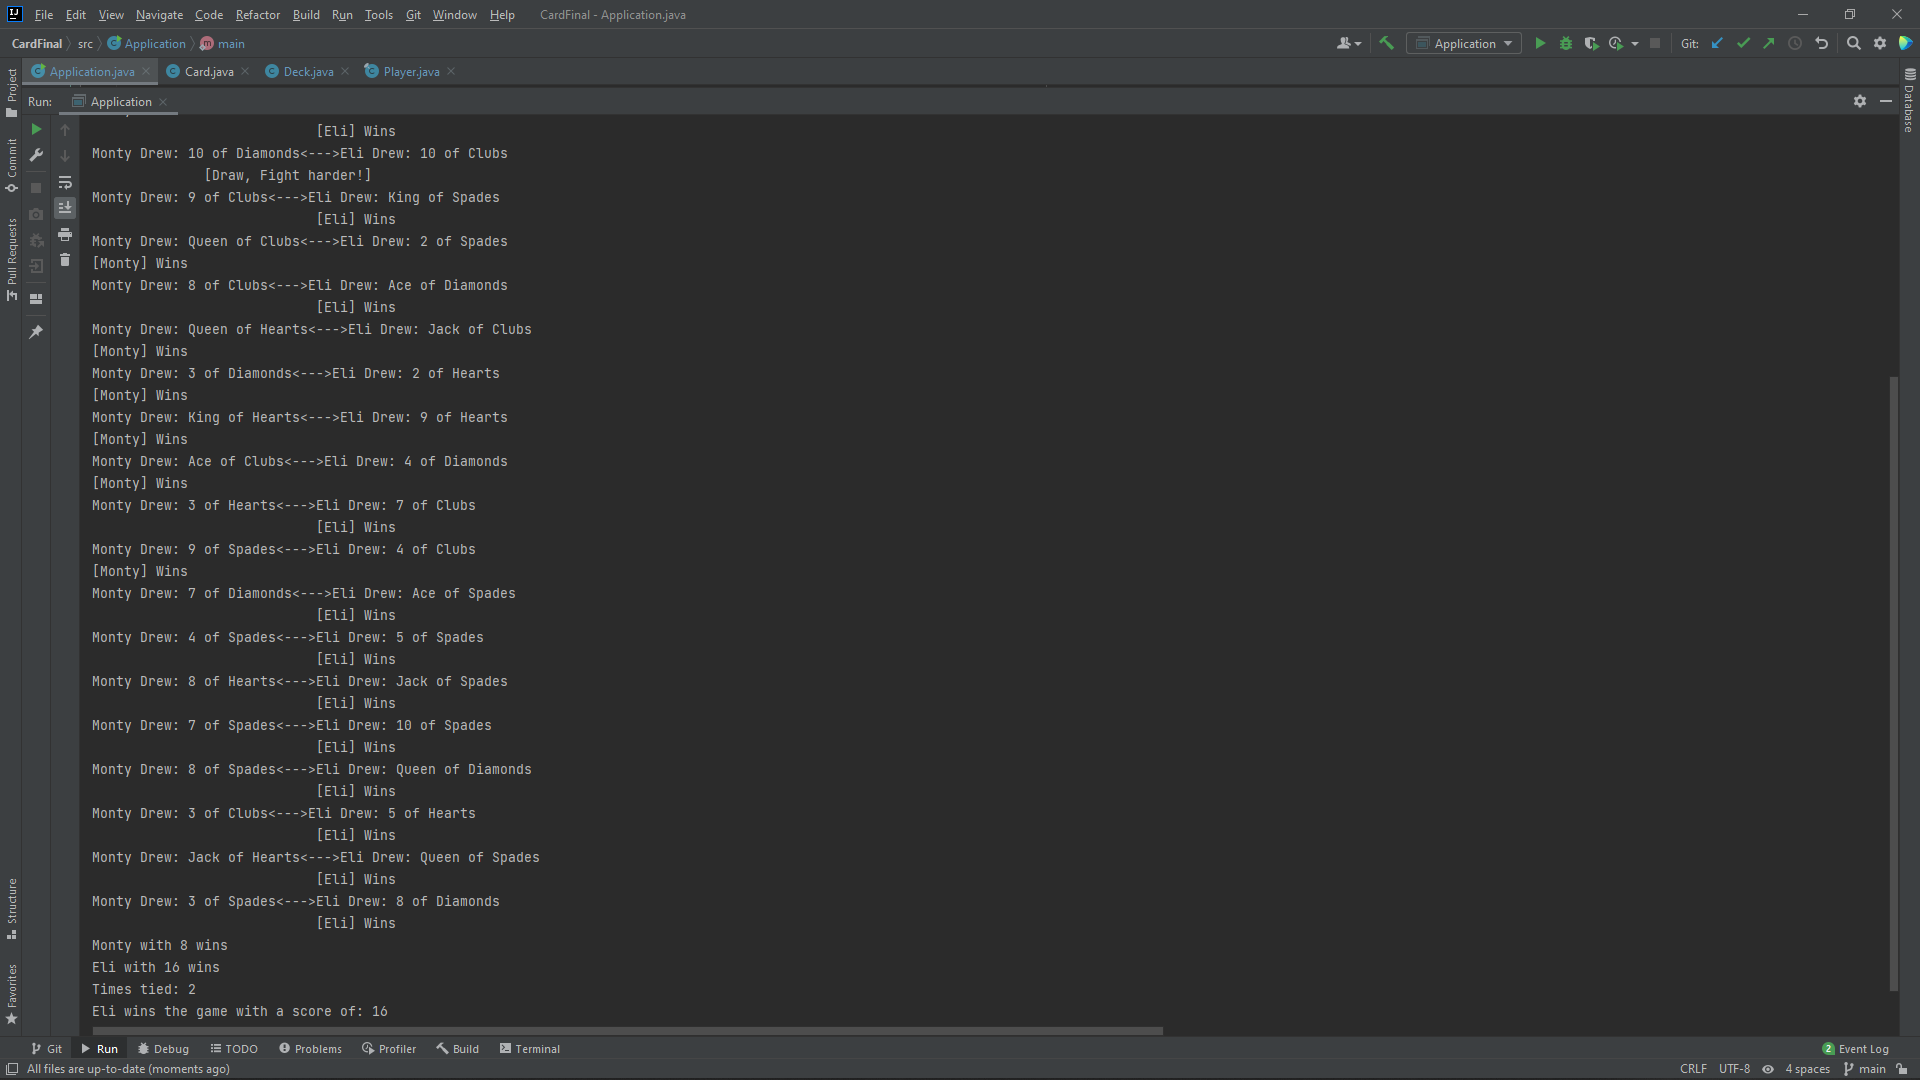 File Edit View Navigate Code Refactor Build Run Tools Git Window Help CardFinal - Application.java
CardFinal src Application main Application Git:
Application.java Card.java Deck.java Player.java
Run: Application
[Eli] Wins
Monty Drew: 10 of Diamonds<--->Eli Drew: 10 of Clubs
[Draw, Fight harder!]
Monty Drew: 9 of Clubs<--->Eli Drew: King of Spades
[Eli] Wins
Monty Drew: Queen of Clubs<--->Eli Drew: 2 of Spades
[Monty] Wins
Monty Drew: 8 of Clubs<--->Eli Drew: Ace of Diamonds
[Eli] Wins
Monty Drew: Queen of Hearts<--->Eli Drew: Jack of Clubs
[Monty] Wins
Monty Drew: 3 of Diamonds<--->Eli Drew: 2 of Hearts
[Monty] Wins
Monty Drew: King of Hearts<--->Eli Drew: 9 of Hearts
[Monty] Wins
Monty Drew: Ace of Clubs<--->Eli Drew: 4 of Diamonds
[Monty] Wins
Monty Drew: 3 of Hearts<--->Eli Drew: 7 of Clubs
[Eli] Wins
Monty Drew: 9 of Spades<--->Eli Drew: 4 of Clubs
[Monty] Wins
Monty Drew: 7 of Diamonds<--->Eli Drew: Ace of Spades
[Eli] Wins
Monty Drew: 4 of Spades<--->Eli Drew: 5 of Spades
[Eli] Wins
Monty Drew: 8 of Hearts<--->Eli Drew: Jack of Spades
[Eli] Wins
Monty Drew: 7 of Spades<--->Eli Drew: 10 of Spades
[Eli] Wins
Monty Drew: 8 of Spades<--->Eli Drew: Queen of Diamonds
[Eli] Wins
Monty Drew: 3 of Clubs<--->Eli Drew: 5 of Hearts
[Eli] Wins
Monty Drew: Jack of Hearts<--->Eli Drew: Queen of Spades
[Eli] Wins
Monty Drew: 3 of Spades<--->Eli Drew: 8 of Diamonds
[Eli] Wins
Monty with 8 wins
Eli with 16 wins
Times tied: 2
Eli wins the game with a score of: 16
Project
Commit
Pull Requests
Structure
Favorites
Database
Git Run Debug TODO Problems Profiler Build Terminal 2 Event Log
All files are up-to-date (moments ago) CRLF UTF-8 4 spaces main